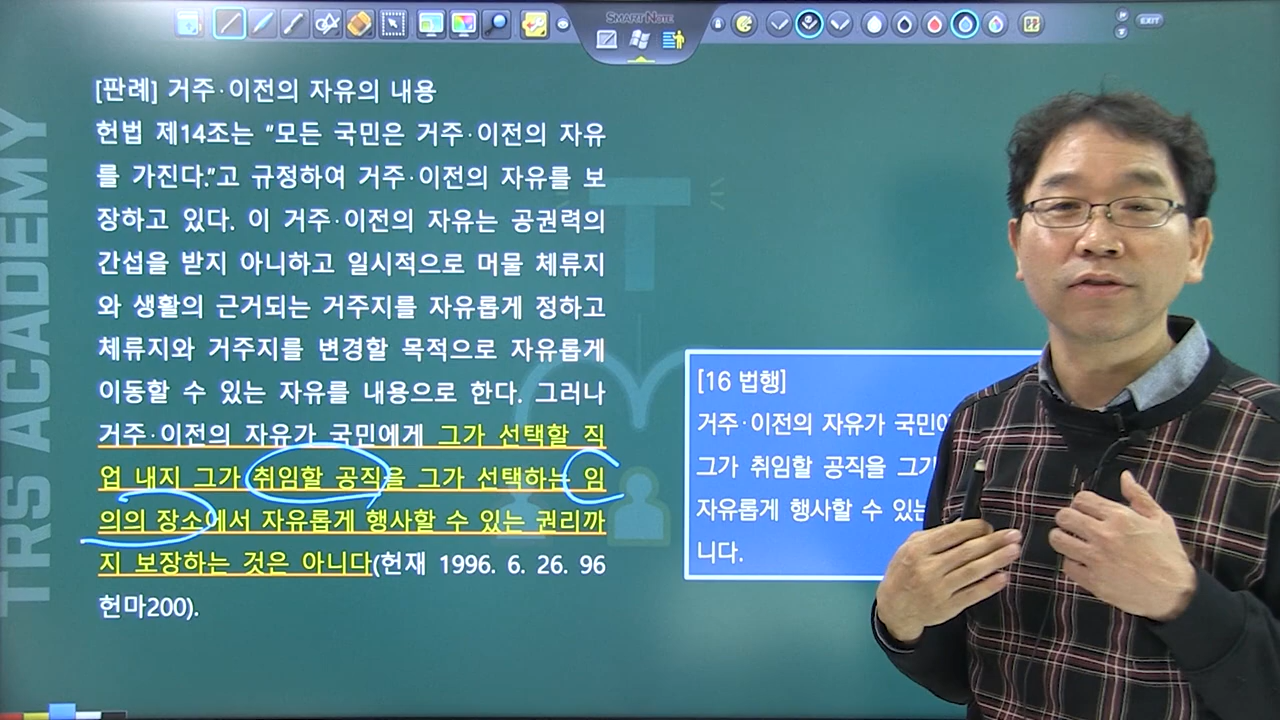 SMART NOTE
EXIT
TRS ACADEMY
[판례] 거주·이전의 자유의 내용
헌법 제14조는 "모든 국민은 거주·이전의 자유
를 가진다."고 규정하여 거주·이전의 자유를 보
장하고 있다. 이 거주·이전의 자유는 공권력의
간섭을 받지 아니하고 일시적으로 머물 체류지
와 생활의 근거되는 거주지를 자유롭게 정하고
체류지와 거주지를 변경할 목적으로 자유롭게
이동할 수 있는 자유를 내용으로 한다. 그러나
거주·이전의 자유가 국민에게 그가 선택할 직
업 내지 그가 취임할 공직을 그가 선택하는 임
의의 장소에서 자유롭게 행사할 수 있는 권리까
지 보장하는 것은 아니다(헌재 1996. 6. 26. 96
헌마200).
[16 법행]
거주·이전의 자유가
그가 취임할 공직을
자유롭게 행사할 수 있는
니다.